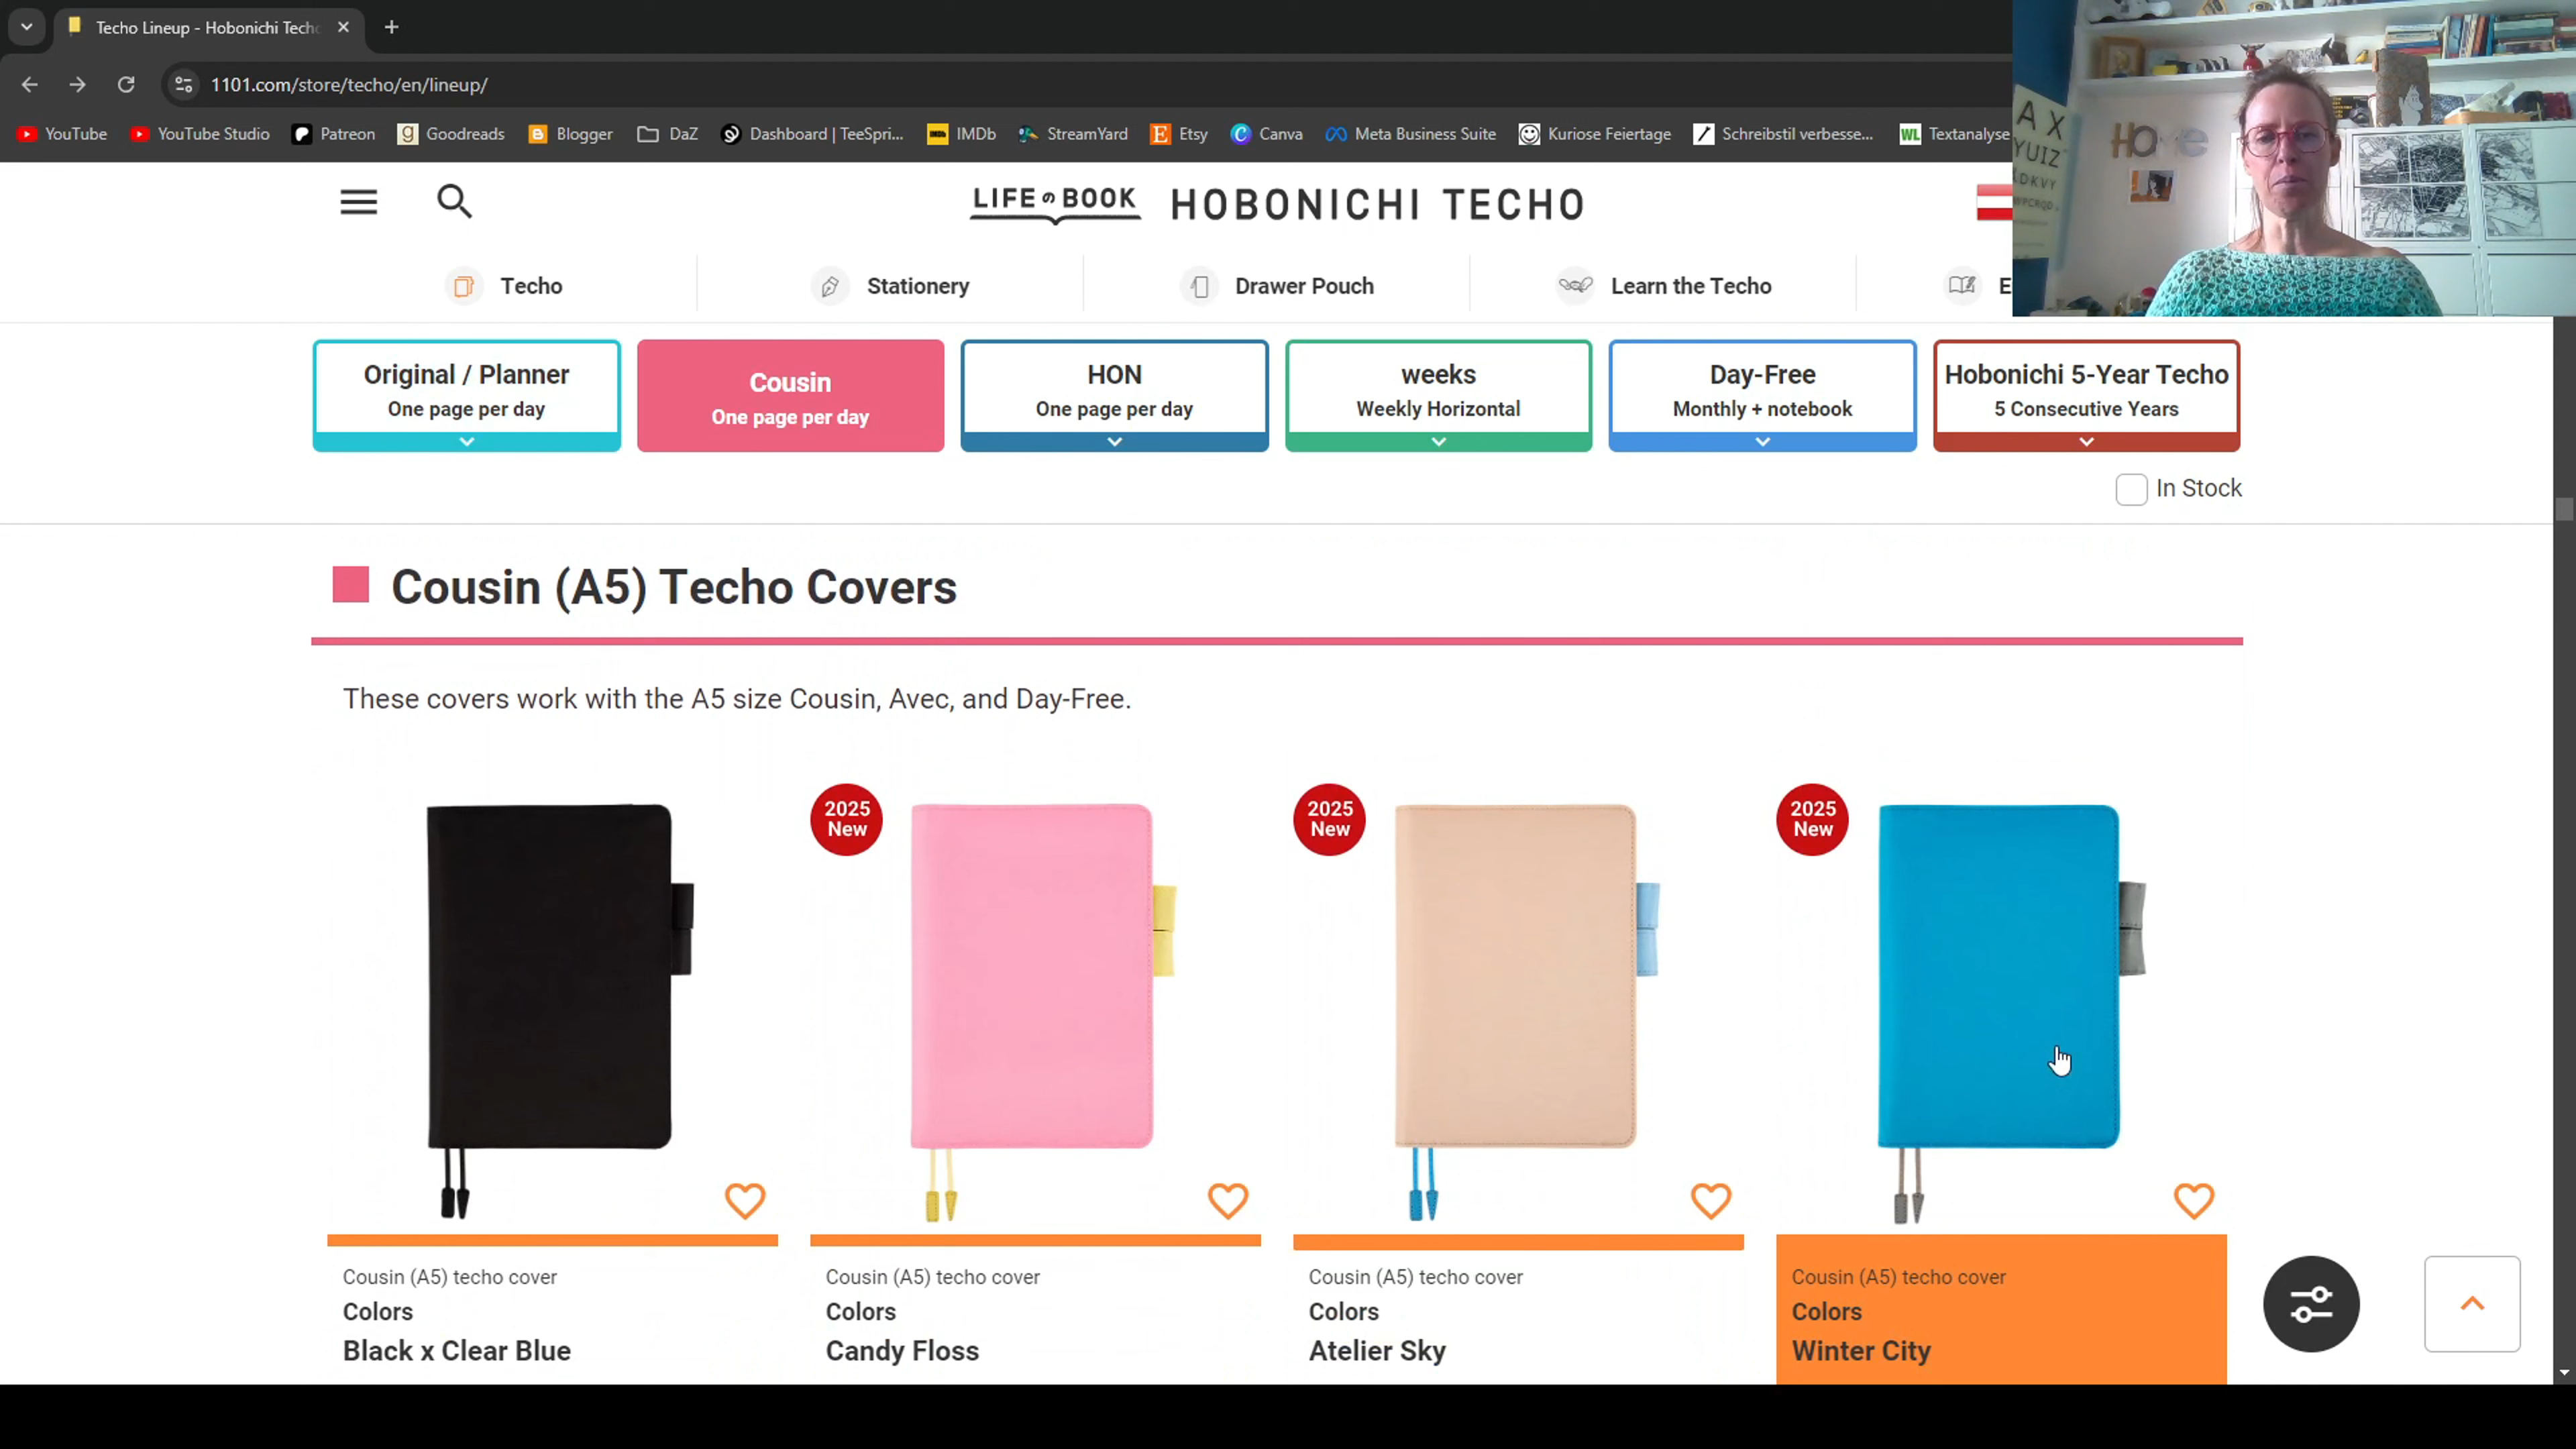 Techo Lineup - Hobonichi Tech
1101.com/store/techo/en/lineup/
YouTube
YouTube Studio
Patreon
Goodreads
Blogger
DaZ
Dashboard | TeeSpri...
IMDb
StreamYard
Etsy
Canva
Meta Business Suite
Kuriose Feiertage
Schreibstil verbesse...
WL Textanalyse
LIFE の BOOK HOBONICHI TECHO
Techo
Stationery
Drawer Pouch
Learn the Techo
E
Original / Planner
One page per day
Cousin
One page per day
HON
One page per day
weeks
Weekly Horizontal
Day-Free
Monthly + notebook
Hobonichi 5-Year Techo
5 Consecutive Years
In Stock
Cousin (A5) Techo Covers
These covers work with the A5 size Cousin, Avec, and Day-Free.
2025
New
2025
New
2025
New
Cousin (A5) techo cover
Colors
Black x Clear Blue
Cousin (A5) techo cover
Colors
Candy Floss
Cousin (A5) techo cover
Colors
Atelier Sky
Cousin (A5) techo cover
Colors
Winter City
A X
YUIZ
DKVY
Home